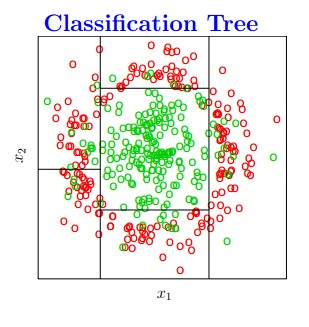 Classification Tree
x₂
x₁